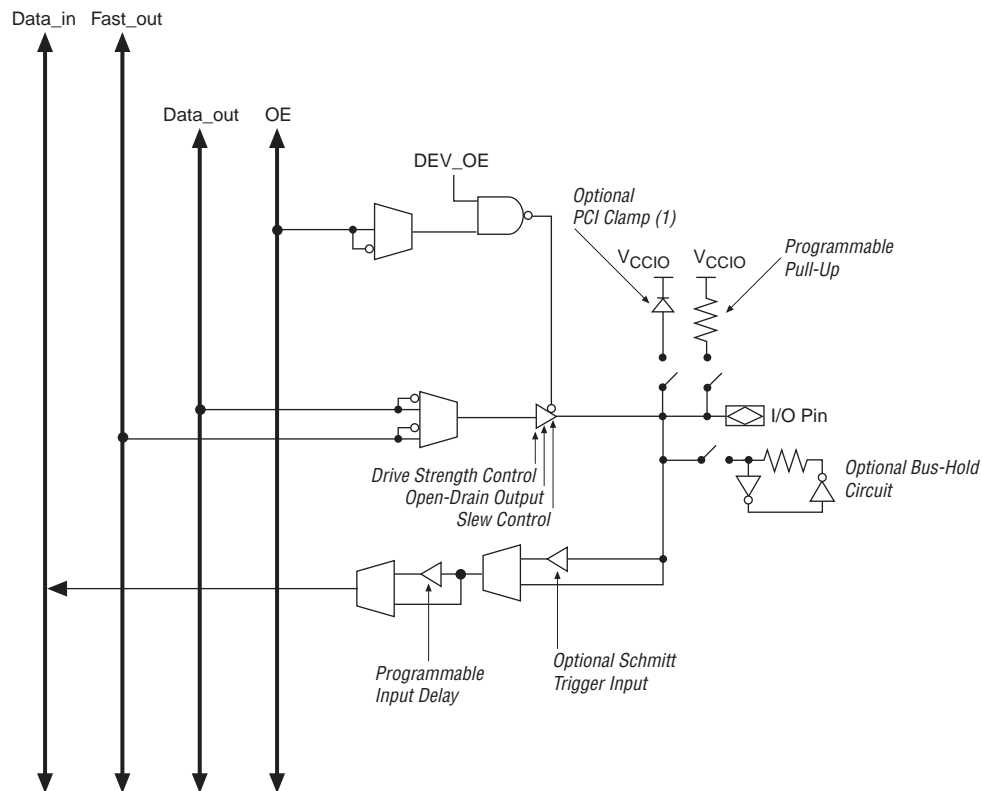 Data_in Fast_out
Data_out OE
DEV_OE
Optional
PCI Clamp (1)
VCCIO VCCIO
Programmable
Pull-Up
I/O Pin
Drive Strength Control
Open-Drain Output
Slew Control
Optional Bus-Hold
Circuit
Programmable
Input Delay
Optional Schmitt
Trigger Input